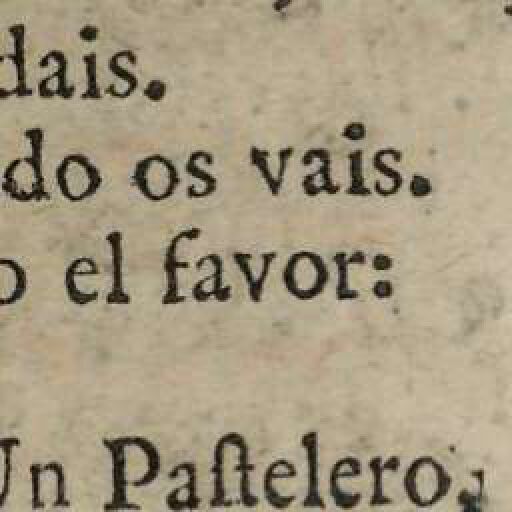 dais.
do os vais.
o el favor:
Un Paſtelero,